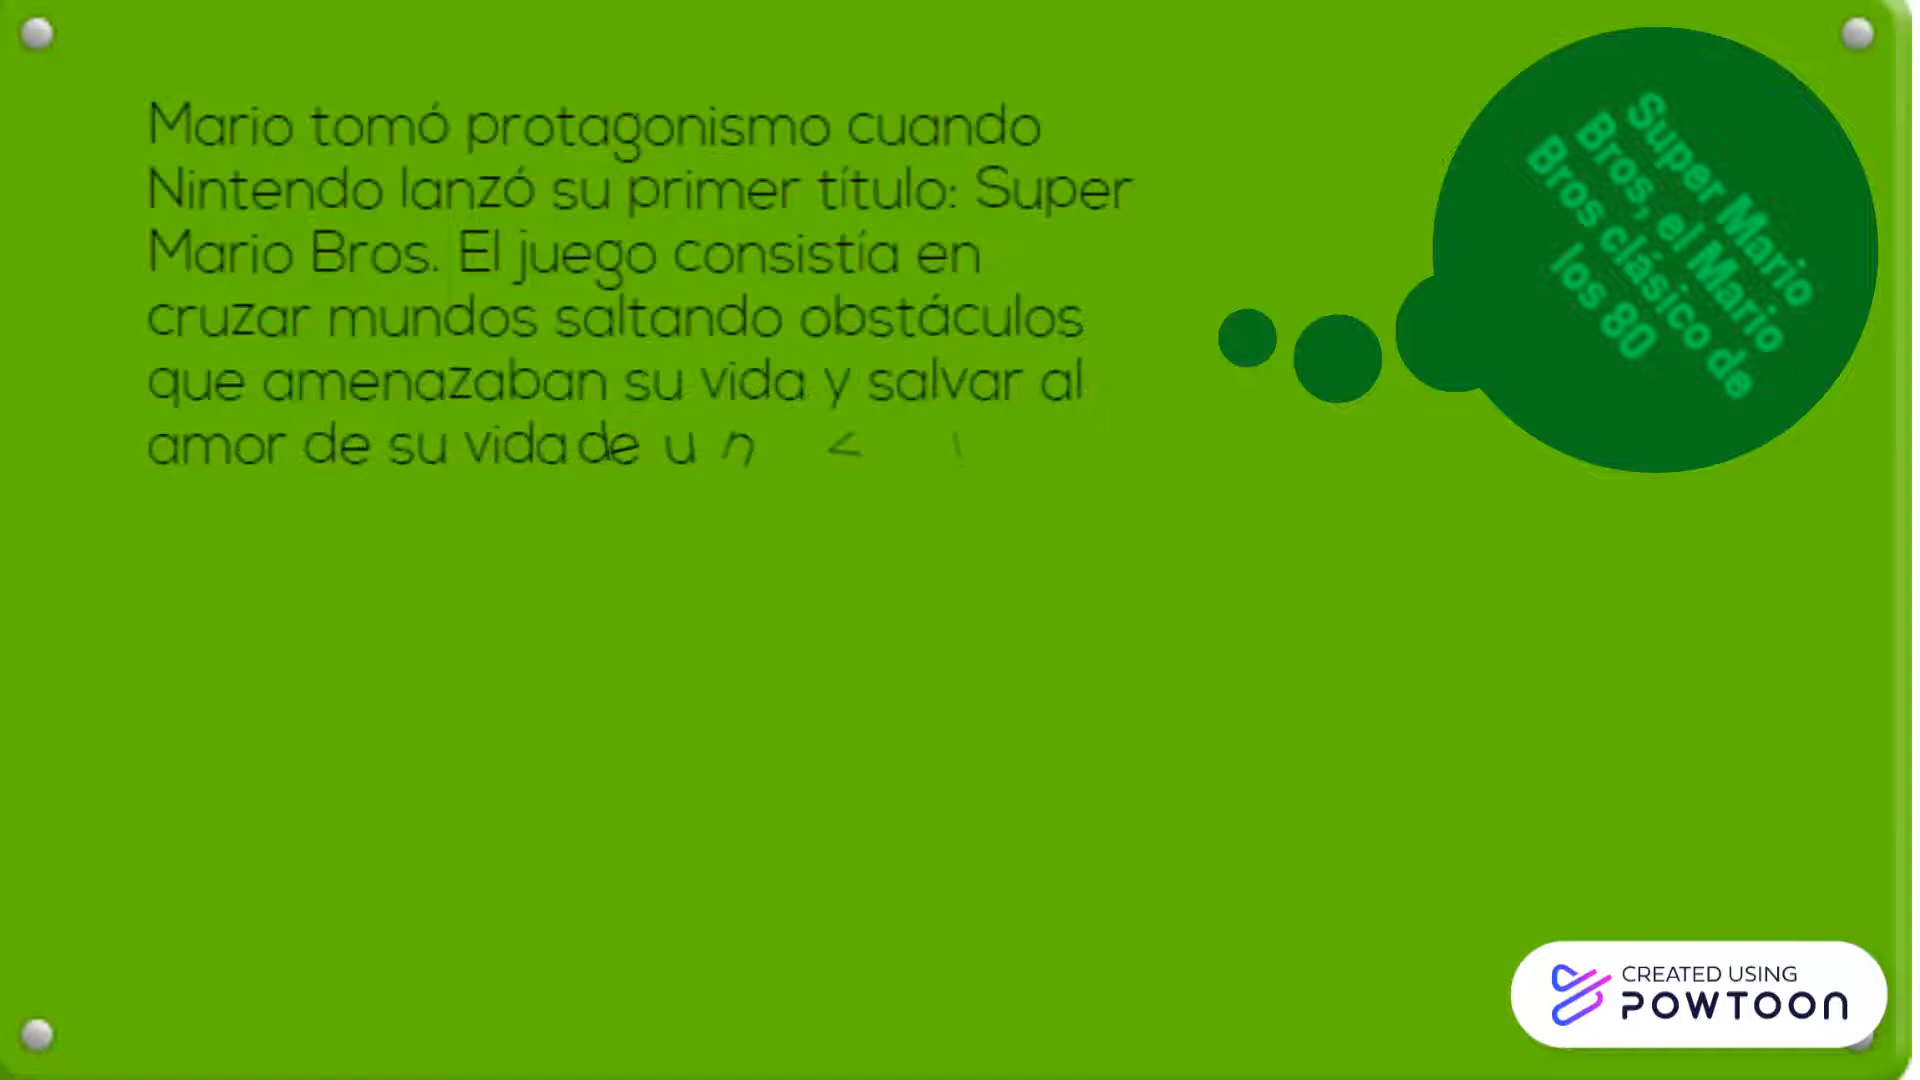 Mario tomó protagonismo cuando
Nintendo lanzó su primer título: Super
Mario Bros. El juego consistía en
cruzar mundos saltando obstáculos
que amenazaban su vida y salvar al
amor de su vida de u n
Super Mario
Bros, el Mario
Bros clásico de
los 80
CREATED USING
POWTOON